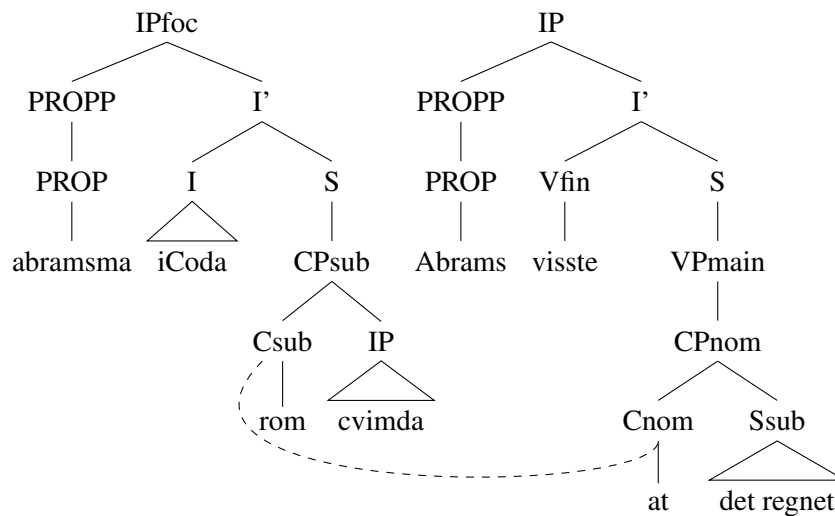 IPfoc IP
PROPP I' PROPP I'
PROP I S PROP Vfin S
abramsma iCoda CPsub Abrams visste VPmain
Csub IP CPnom
rom cvimda Cnom Ssub
at det regnet